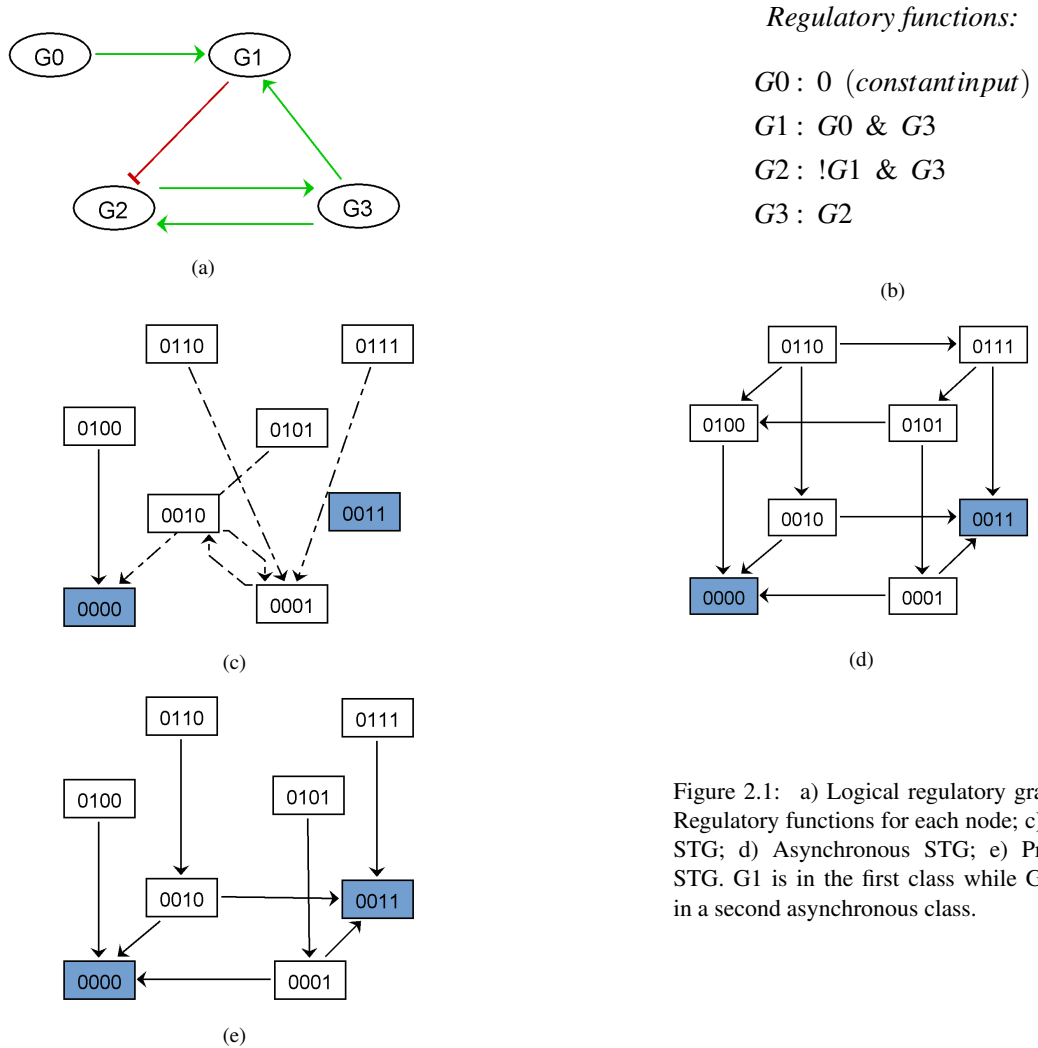 G0 G1
G2 G3
(a)
Regulatory functions:
G0 : 0 (constantinput)
G1 : G0 & G3
G2 : !G1 & G3
G3 : G2
(b)
0110 0111
0100 0101
0010 0011
0000 0001
(c)
0110 0111
0100 0101
0010 0011
0000 0001
(d)
0110 0111
0100 0101
0010 0011
0000 0001
(e)
Figure 2.1: a) Logical regulatory
Regulatory functions for each node; c)
STG; d) Asynchronous STG; e)
STG. G1 is in the first class while
in a second asynchronous class.